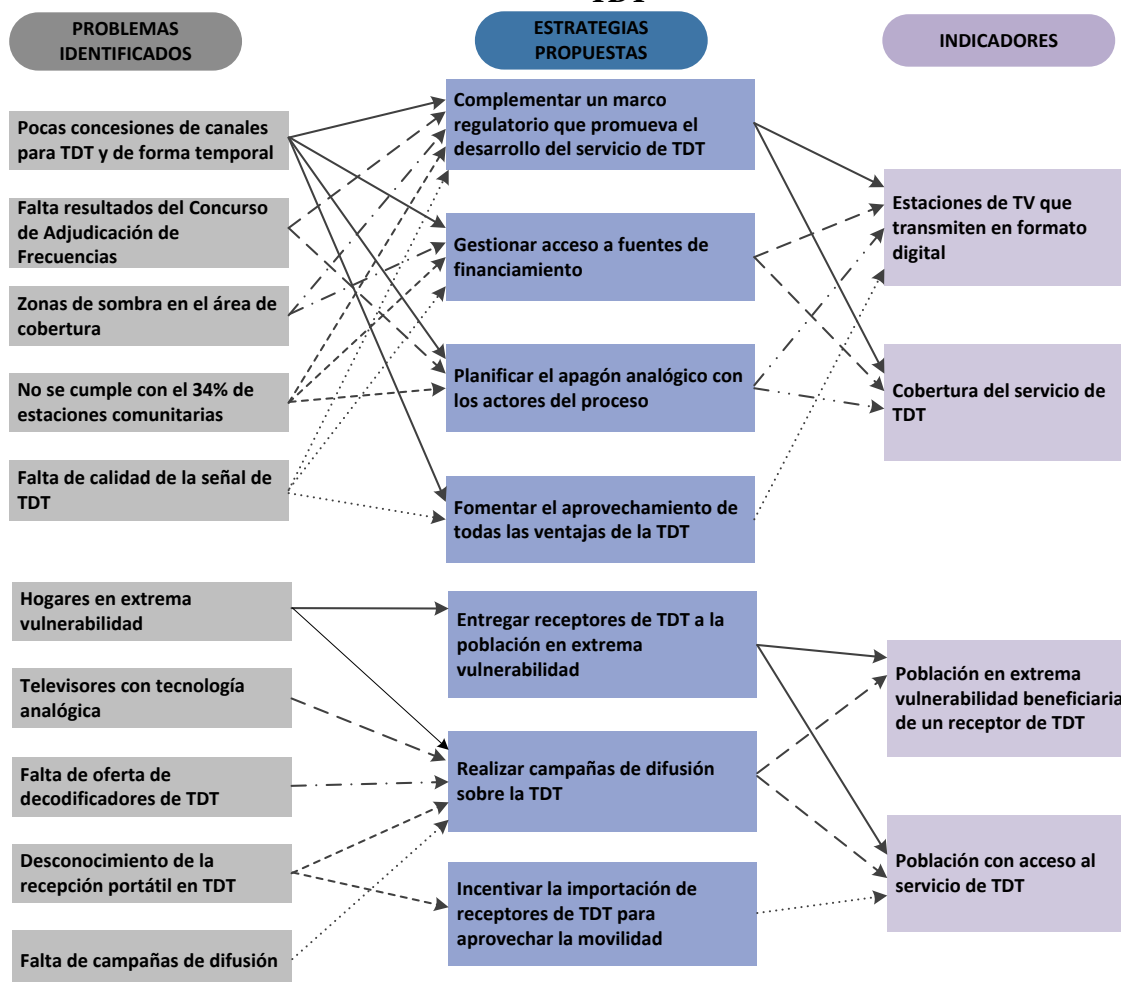 TDT
PROBLEMAS
IDENTIFICADOS
ESTRATEGIAS
PROPUESTAS
INDICADORES
Pocas concesiones de canales
para TDT y de forma temporal
Falta resultados del Concurso
de Adjudicación de
Frecuencias
Zonas de sombra en el área de
cobertura
No se cumple con el 34% de
estaciones comunitarias
Falta de calidad de la señal de
TDT
Complementar un marco
regulatorio que promueva el
desarrollo del servicio de TDT
Gestionar acceso a fuentes de
financiamiento
Planificar el apagón analógico con
los actores del proceso
Fomentar el aprovechamiento de
todas las ventajas de la TDT
Estaciones de TV que
transmiten en formato
digital
Cobertura del servicio de
TDT
Hogares en extrema
vulnerabilidad
Televisores con tecnología
analógica
Falta de oferta de
decodificadores de TDT
Desconocimiento de la
recepción portátil en TDT
Falta de campañas de difusión
Entregar receptores de TDT a la
población en extrema
vulnerabilidad
Realizar campañas de difusión
sobre la TDT
Incentivar la importación de
receptores de TDT para
aprovechar la movilidad
Población en extrema
vulnerabilidad beneficiaria
de un receptor de TDT
Población con acceso al
servicio de TDT